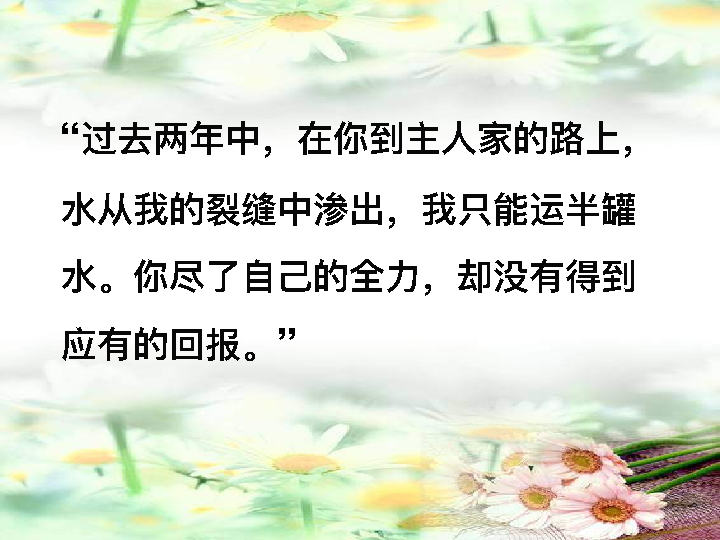 “过去两年中，在你到主人家的路上，
水从我的裂缝中渗出，我只能运半罐
水。你尽了自己的全力，却没有得到
应有的回报。”